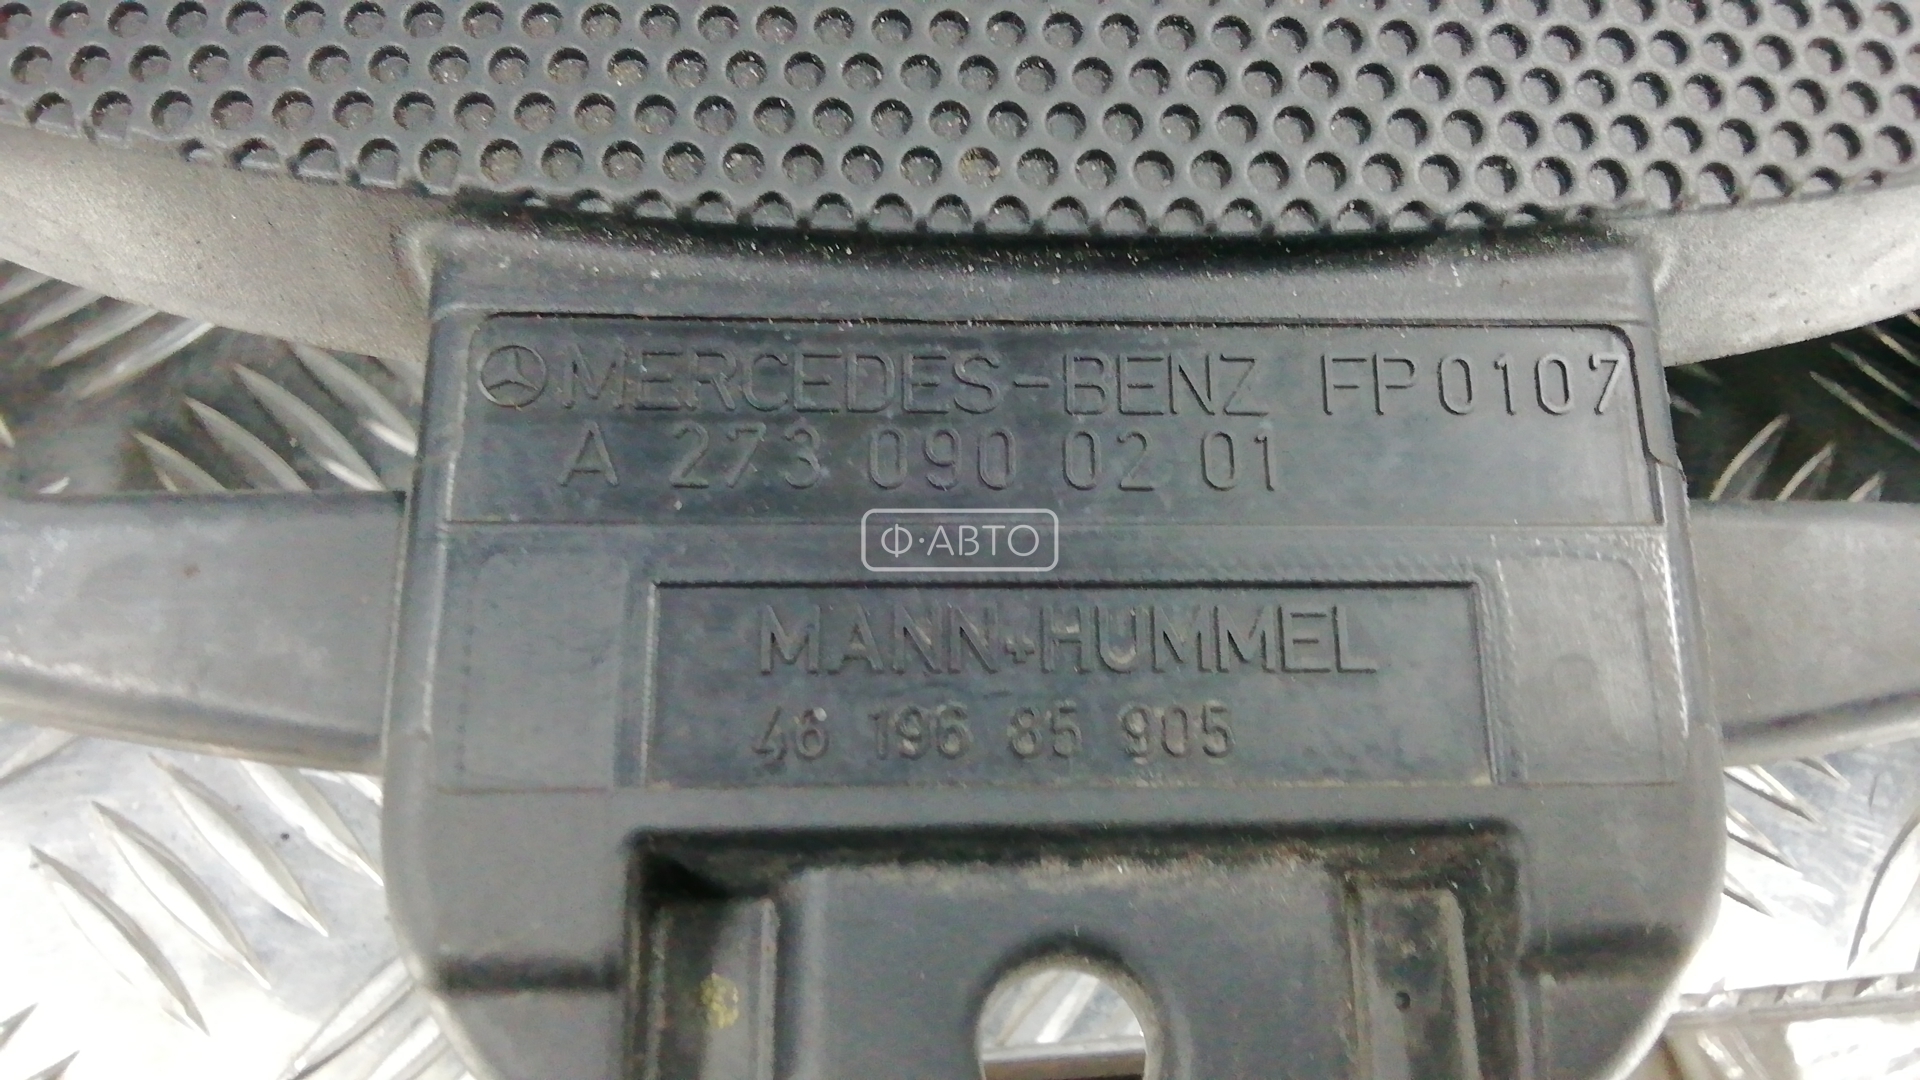 MERCEDES-BENZ FP0107
A 273 090 02 01
Ф·АВТО
MANN+HUMMEL
46 196 85 905